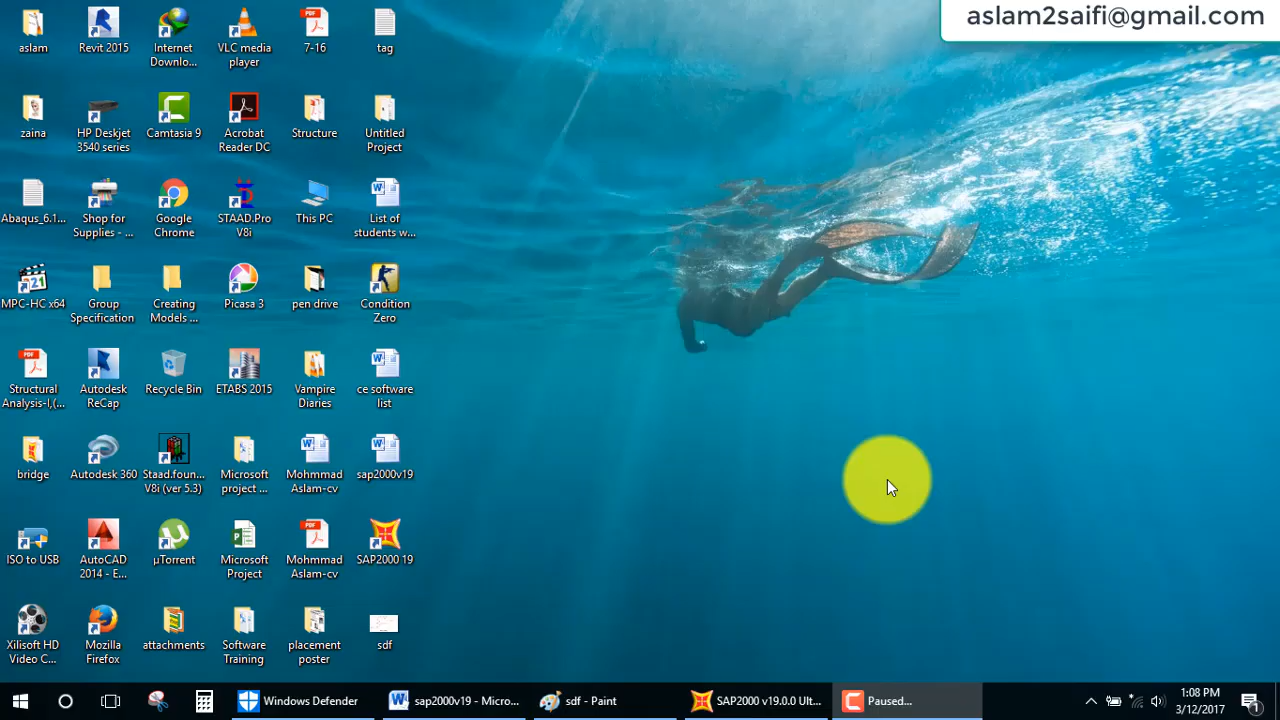 aslam2saifi@gmail.com
aslam
Revit 2015
Internet
Downlo...
VLC media
player
7-16
tag
zaina
HP Deskjet
3540 series
Camtasia 9
Acrobat
Reader DC
Structure
Untitled
Project
Abaqus_6.1...
Shop for
Supplies - ...
Google
Chrome
STAAD.Pro
V8i
This PC
List of
students w...
MPC-HC x64
Group
Specification
Creating
Models ...
Picasa 3
pen drive
Condition
Zero
Structural
Analysis-I,(...
Autodesk
ReCap
Recycle Bin
ETABS 2015
Vampire
Diaries
ce software
list
bridge
Autodesk 360
Staad.foun...
V8i (ver 5.3)
Microsoft
project ...
Mohmmad
Aslam-cv
sap2000v19
ISO to USB
AutoCAD
2014 - E...
µTorrent
Microsoft
Project
Mohmmad
Aslam-cv
SAP2000 19
Xilisoft HD
Video C...
Mozilla
Firefox
attachments
Software
Training
placement
poster
sdf
Windows Defender
sap2000v19 - Micro...
sdf - Paint
SAP2000 v19.0.0 Ult...
Paused...
1:08 PM
3/12/2017
1